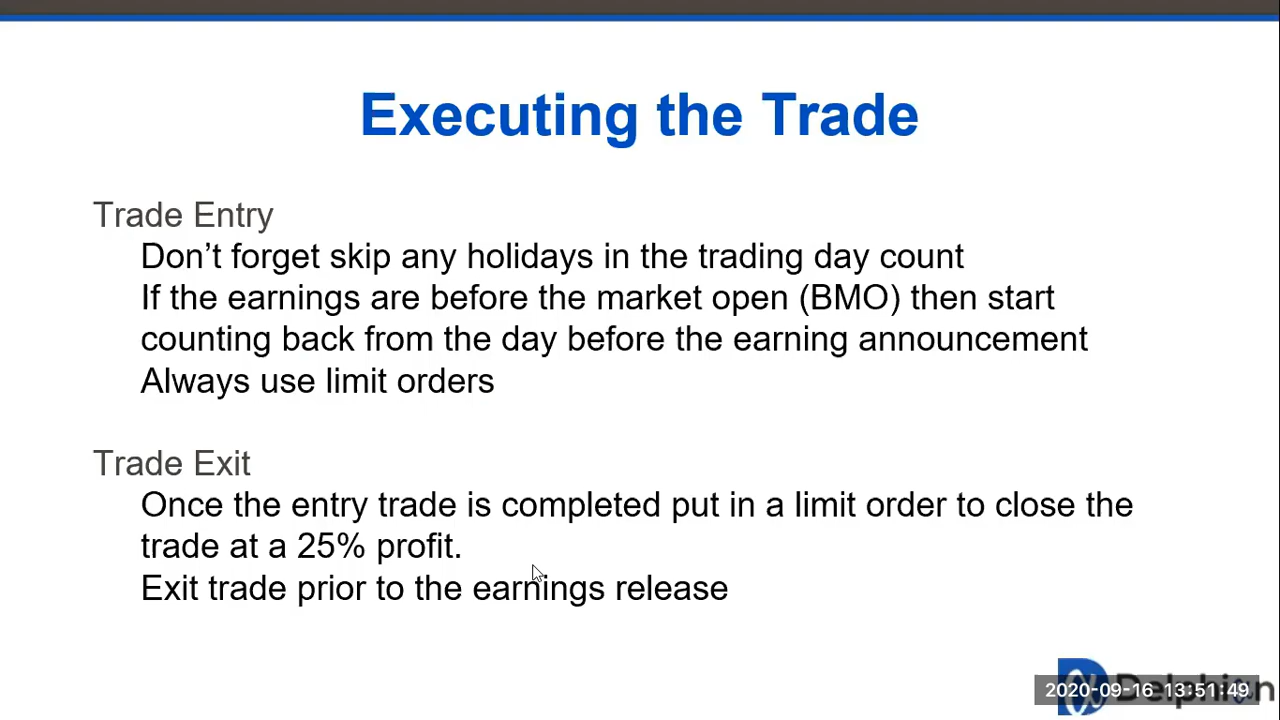 Executing the Trade
Trade Entry
Don’t forget skip any holidays in the trading day count
If the earnings are before the market open (BMO) then start
counting back from the day before the earning announcement
Always use limit orders
Trade Exit
Once the entry trade is completed put in a limit order to close the
trade at a 25% profit.
Exit trade prior to the earnings release
2020-09-16 13:51:49